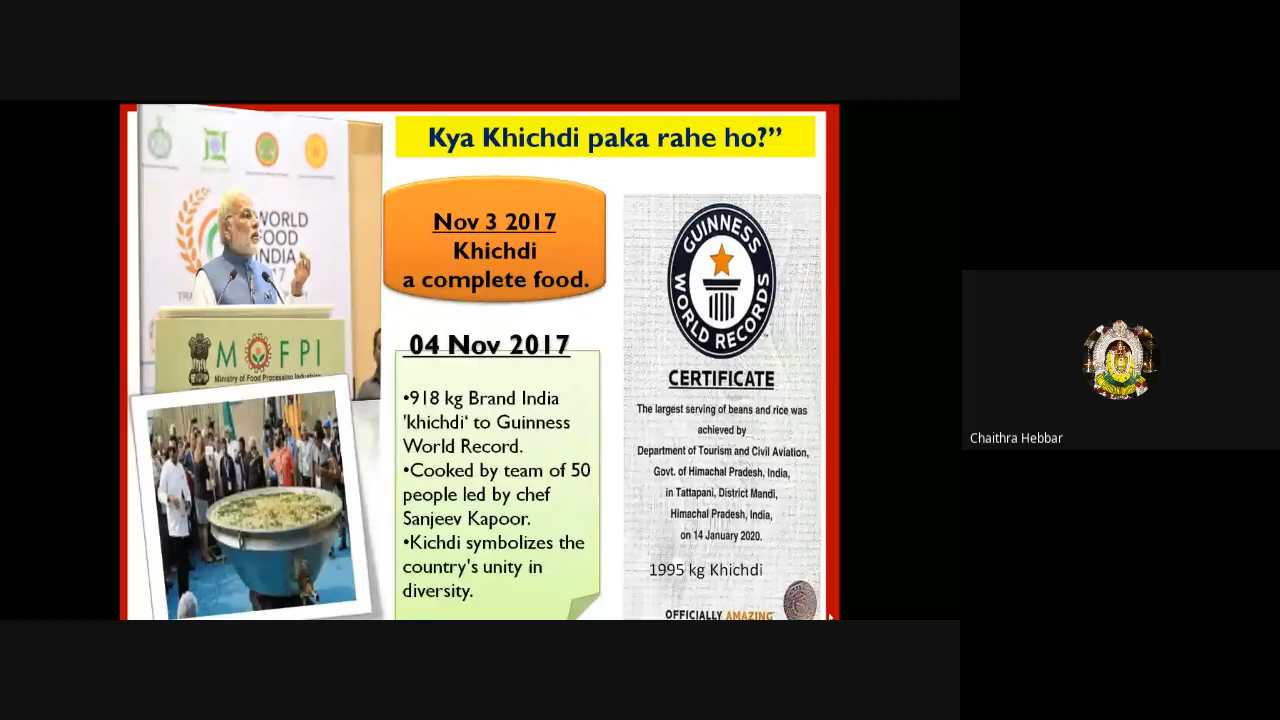 Kya Khichdi paka rahe ho?”
WORLD
FOOD
INDIA
17
MOFPI
Ministry of Food Processing Industries
Nov 3 2017
Khichdi
a complete food.
04 Nov 2017
•918 kg Brand India
'khichdi' to Guinness
World Record.
•Cooked by team of 50
people led by chef
Sanjeev Kapoor.
•Kichdi symbolizes the
country's unity in
diversity.
GUINNESS
WORLD RECORDS
CERTIFICATE
The largest serving of beans and rice was
achieved by
Department of Tourism and Civil Aviation,
Govt. of Himachal Pradesh, India,
in Tattapani, District Mandi,
Himachal Pradesh, India,
on 14 January 2020.
1995 kg Khichdi
OFFICIALLY AMAZING
Chaithra Hebbar